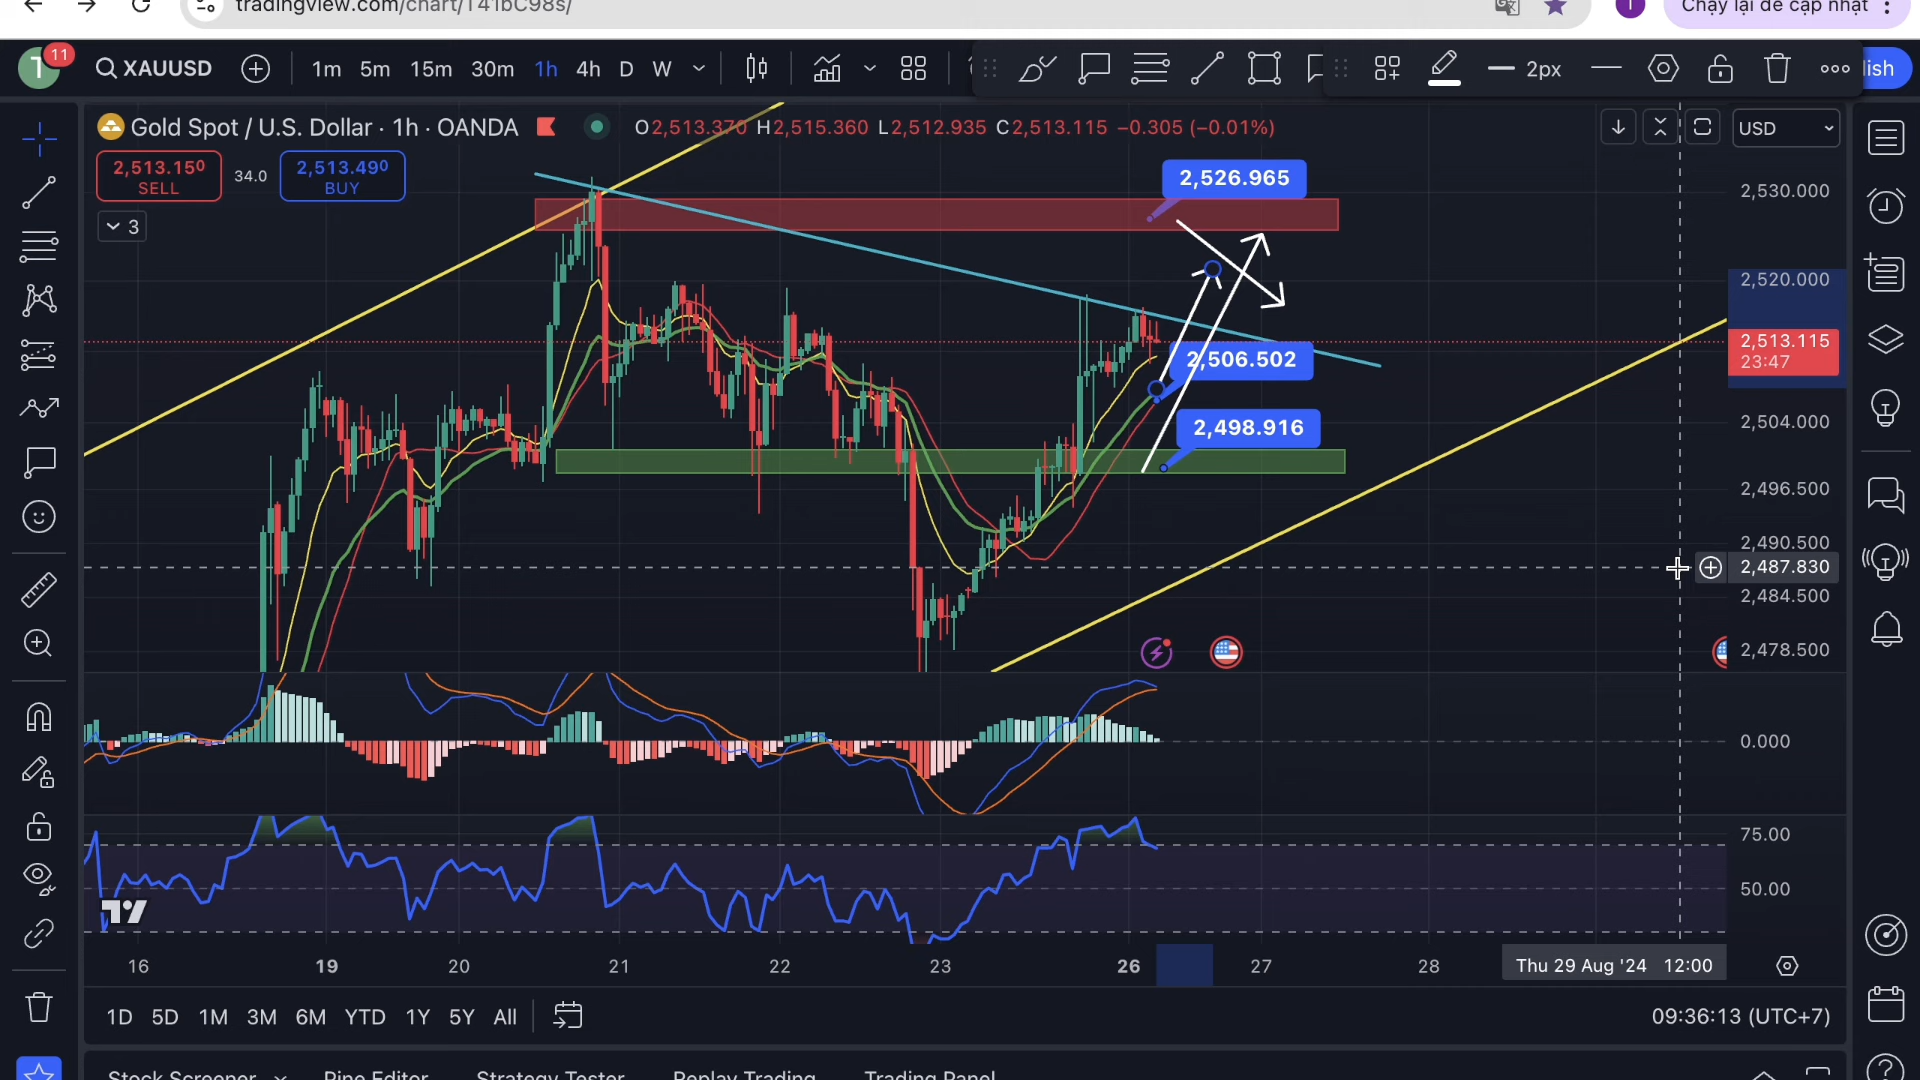 tradingview.com/chart/T41bC98s/
Chạy lại để cập nhật
11
T
XAUUSD
1m 5m 15m 30m 1h 4h D W
2px
lish
Gold Spot / U.S. Dollar · 1h · OANDA
O2,513.370 H2,515.360 L2,512.935 C2,513.115 −0.305 (−0.01%)
USD
2,513.150
SELL
34.0
2,513.490
BUY
3
2,526.965
2,506.502
2,498.916
2,530.000
2,520.000
2,513.115
23:47
2,504.000
2,496.500
2,490.500
2,487.830
2,484.500
2,478.500
0.000
75.00
50.00
16 19 20 21 22 23 26 27 28
Thu 29 Aug '24 12:00
1D 5D 1M 3M 6M YTD 1Y 5Y All
09:36:13 (UTC+7)
Stock Screener Pine Editor Strategy Tester Replay Trading Trading Panel